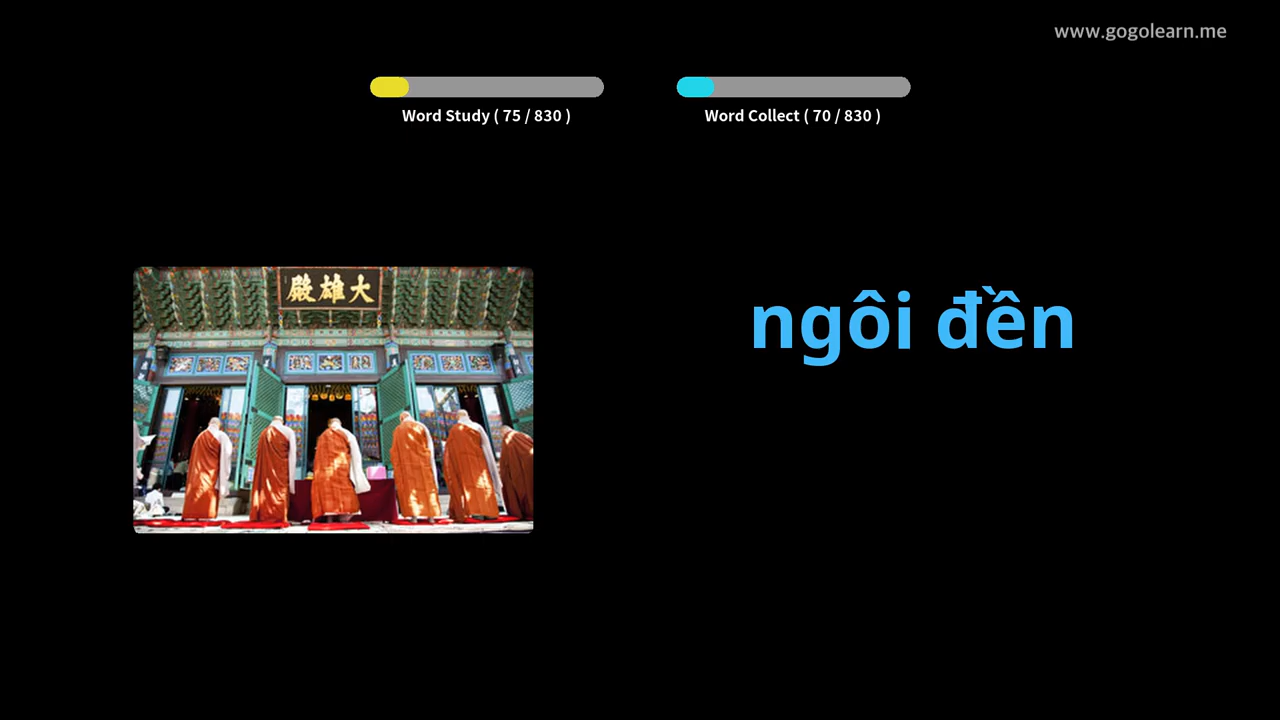 www.gogolearn.me
Word Study ( 75 / 830 )
Word Collect ( 70 / 830 )
殿雄大
ngôi đền